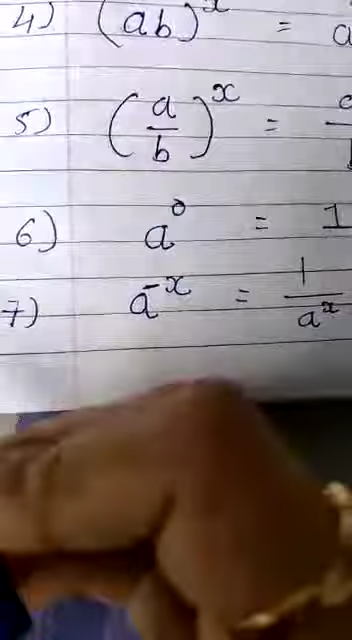 4) (ab)^x = a
5) (a/b)^x =
6) a^0 = 1
7) a^-x = 1/a^x